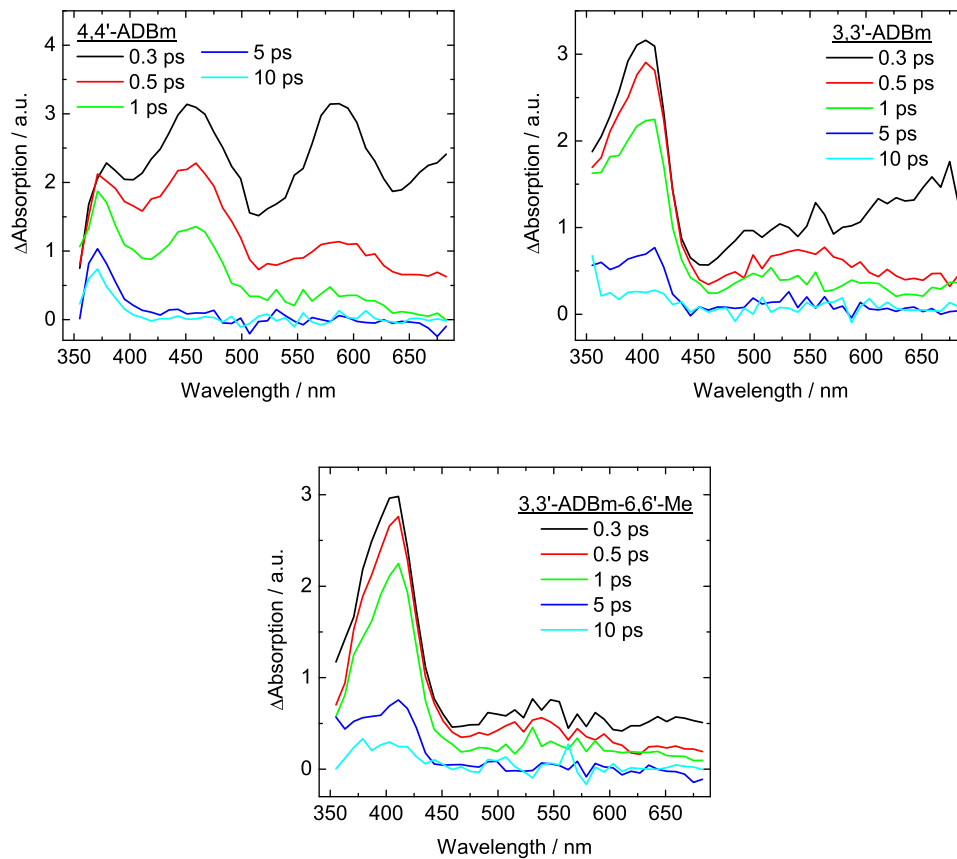 4,4'-ADBm
0.3 ps
0.5 ps
1 ps
5 ps
10 ps
4
3
2
1
0
ΔAbsorption / a.u.
350 400 450 500 550 600 650
Wavelength / nm
3,3'-ADBm
0.3 ps
0.5 ps
1 ps
5 ps
10 ps
3
2
1
0
ΔAbsorption / a.u.
350 400 450 500 550 600 650
Wavelength / nm
3,3'-ADBm-6,6'-Me
0.3 ps
0.5 ps
1 ps
5 ps
10 ps
3
2
1
0
ΔAbsorption / a.u.
350 400 450 500 550 600 650
Wavelength / nm